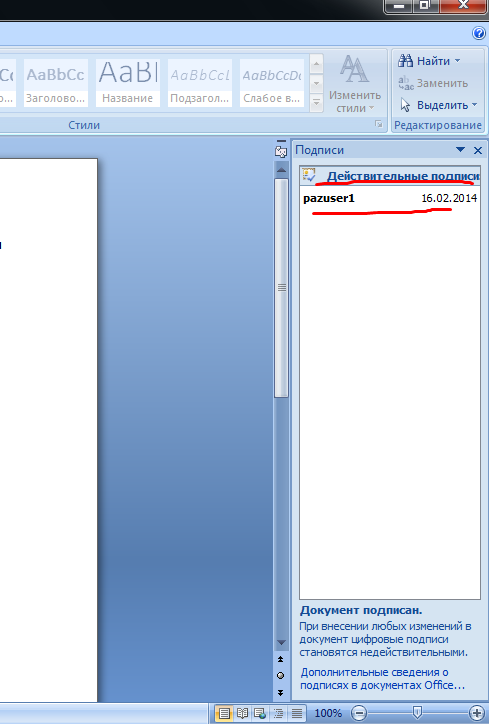 AaBbCc
AaBI
AaBbCcL
AaBbCcDc
Заголово...
Название
Подзагол...
Слабое в...
Изменить
стили
Стили
Найти
Заменить
Выделить
Редактирование
Подписи
Действительные подписи
pazuser1 16.02.2014
Документ подписан.
При внесении любых изменений в
документ цифровые подписи
становятся недействительными.
Дополнительные сведения о
подписях в документах Office...
100%